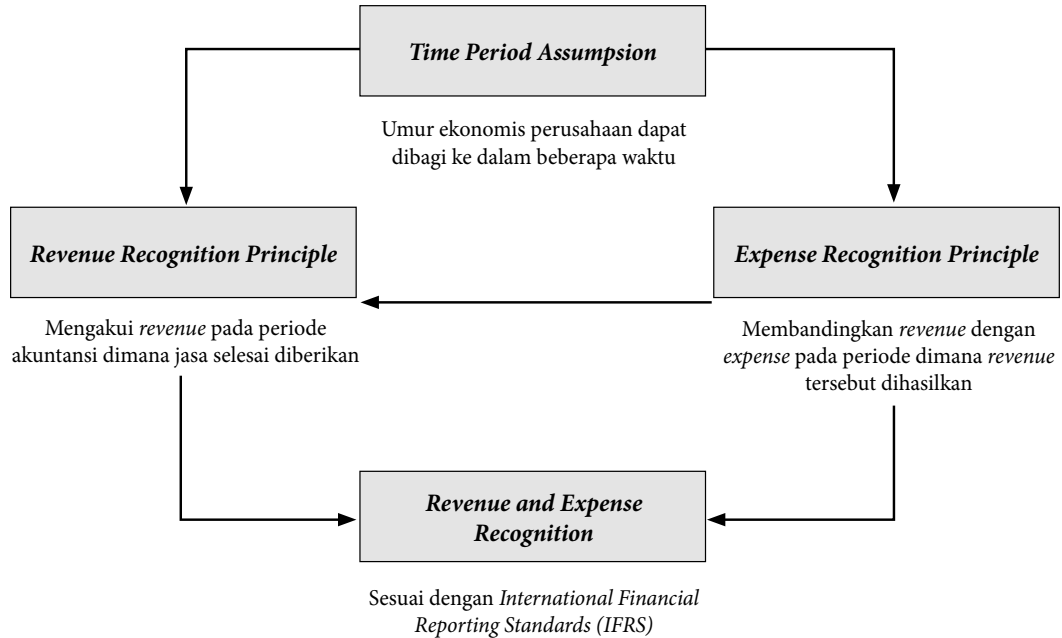 Time Period Assumpsion
Umur ekonomis perusahaan dapat
dibagi ke dalam beberapa waktu
Revenue Recognition Principle
Mengakui revenue pada periode
akuntansi dimana jasa selesai diberikan
Expense Recognition Principle
Membandingkan revenue dengan
expense pada periode dimana revenue
tersebut dihasilkan
Revenue and Expense
Recognition
Sesuai dengan International Financial
Reporting Standards (IFRS)